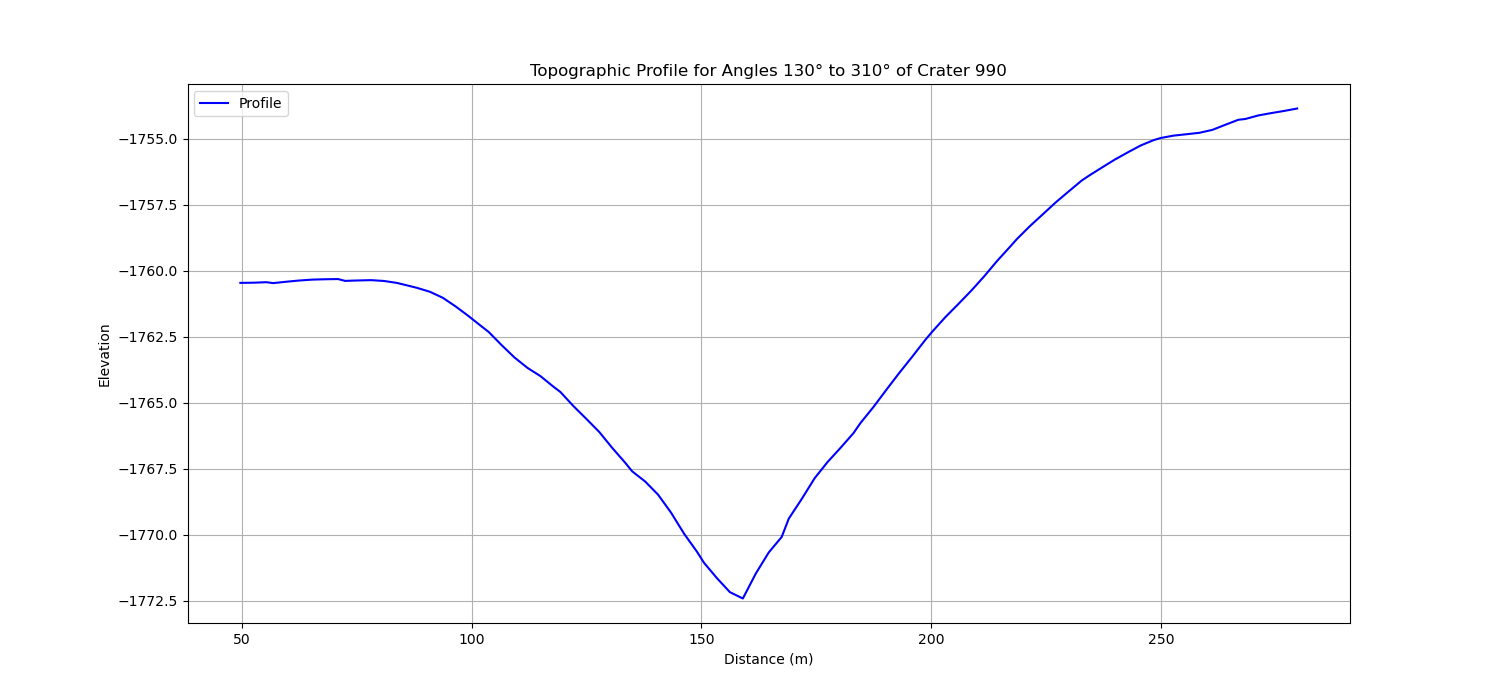 Topographic Profile for Angles 130° to 310° of Crater 990
Profile
−1755.0
−1757.5
−1760.0
−1762.5
−1765.0
−1767.5
−1770.0
−1772.5
Elevation
50 100 150 200 250
Distance (m)